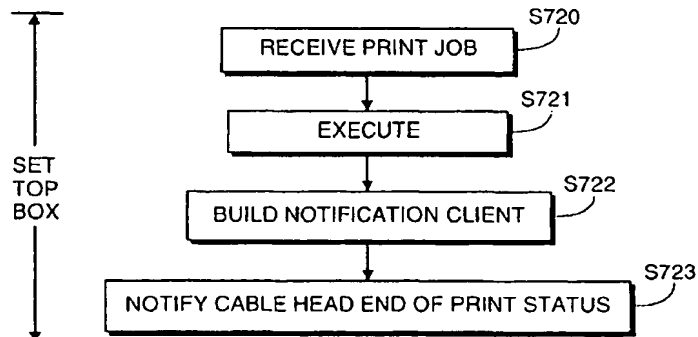 S720
RECEIVE PRINT JOB
S721
EXECUTE
SET
TOP
BOX
S722
BUILD NOTIFICATION CLIENT
S723
NOTIFY CABLE HEAD END OF PRINT STATUS